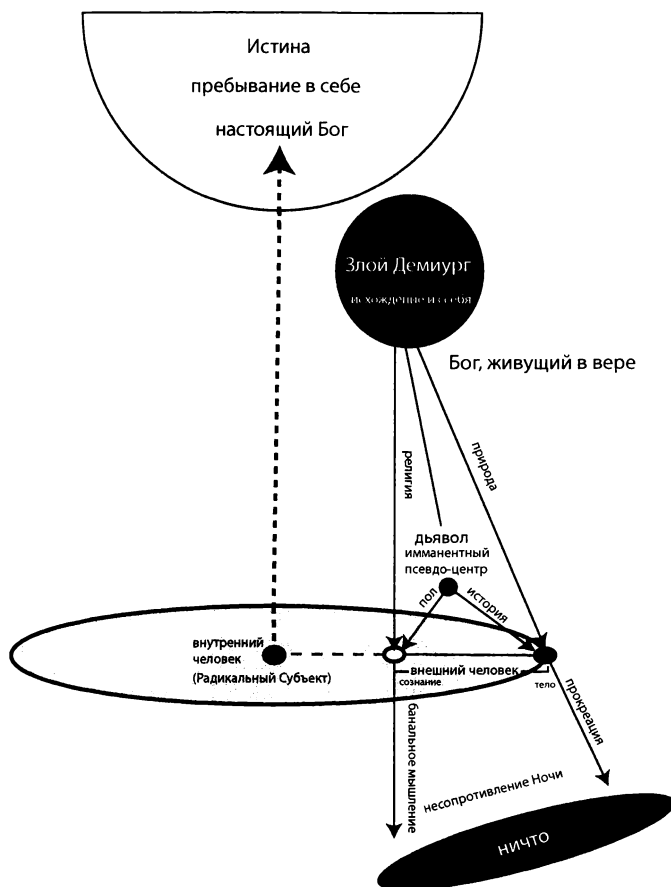 Истина
пребывание в себе
настоящий Бог
Злой Демиург
исхождение из себя
Бог, живущий в вере
религия
природа
дьявол
имманентный
псевдо-центр
пол
история
внутренний
человек
(Радикальный Субъект)
внешний человек
сознание
тело
банальное мышление
прокреация
несопротивление Ночи
НИЧТО